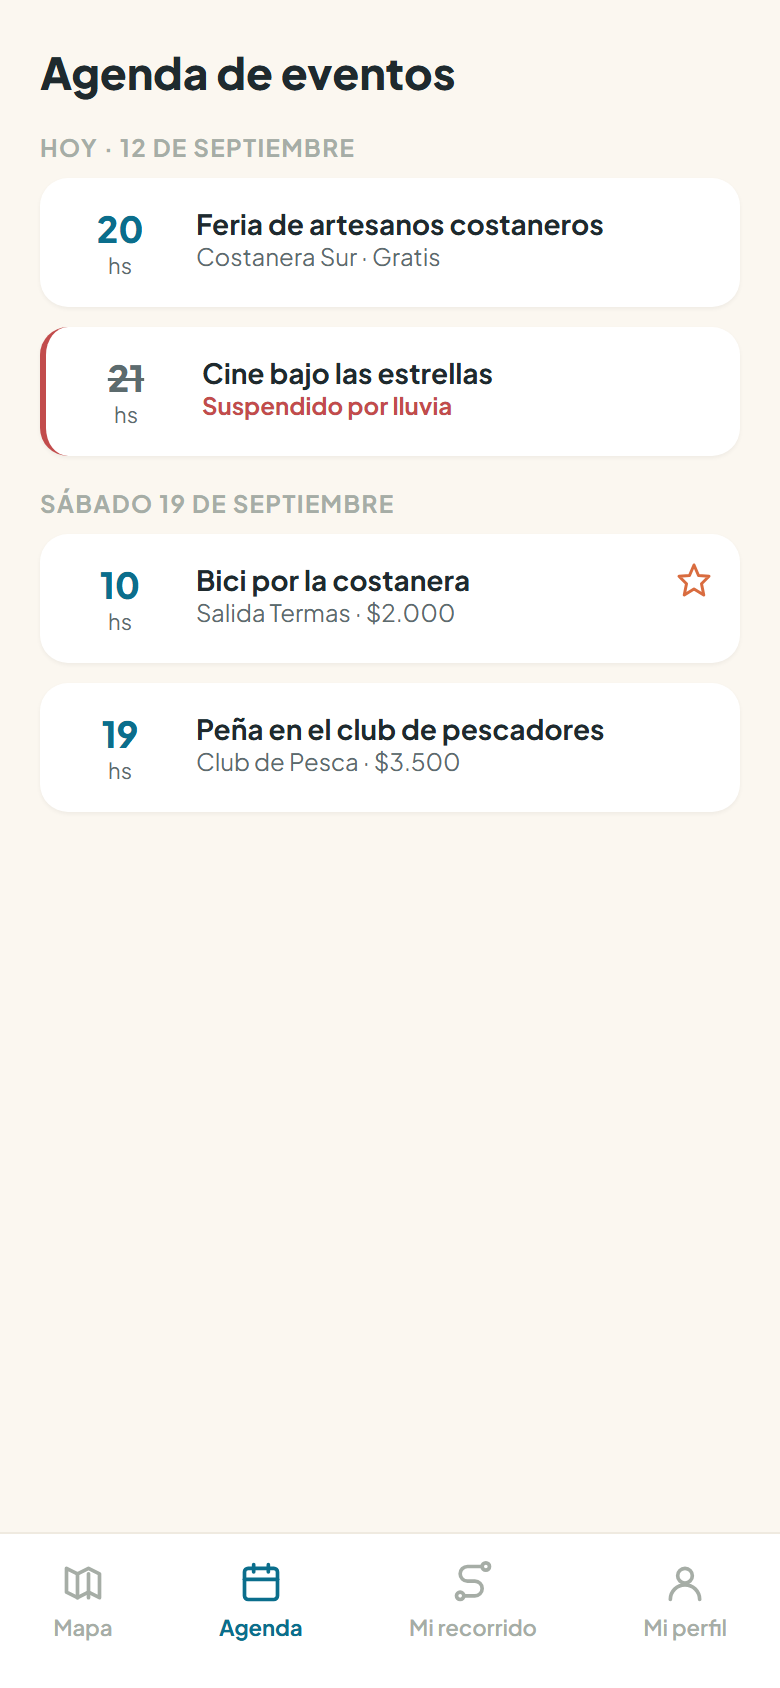 Agenda de eventos
HOY · 12 DE SEPTIEMBRE
20
hs
Feria de artesanos costaneros
Costanera Sur · Gratis
21
hs
Cine bajo las estrellas
Suspendido por lluvia
SÁBADO 19 DE SEPTIEMBRE
10
hs
Bici por la costanera
Salida Termas · $2.000
19
hs
Peña en el club de pescadores
Club de Pesca · $3.500
Mapa
Agenda
Mi recorrido
Mi perfil